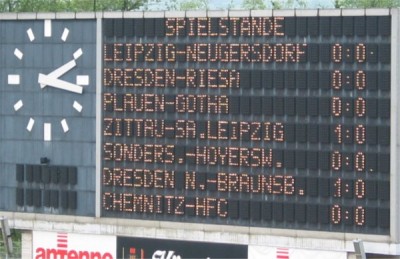 SPIELSTÄNDE
LEIPZIG-NEUGERSDORF 0:0
DRESDEN-RIESA 0:0
PLAUEN-GOTHA 0:0
ZITTAU-SA.LEIPZIG 1:0
SONDERS.-HOYERSW. 0:0
DRESDEN N.-BRAUNSB. 1:0
CHEMNITZ-HFC 0:0
antenne